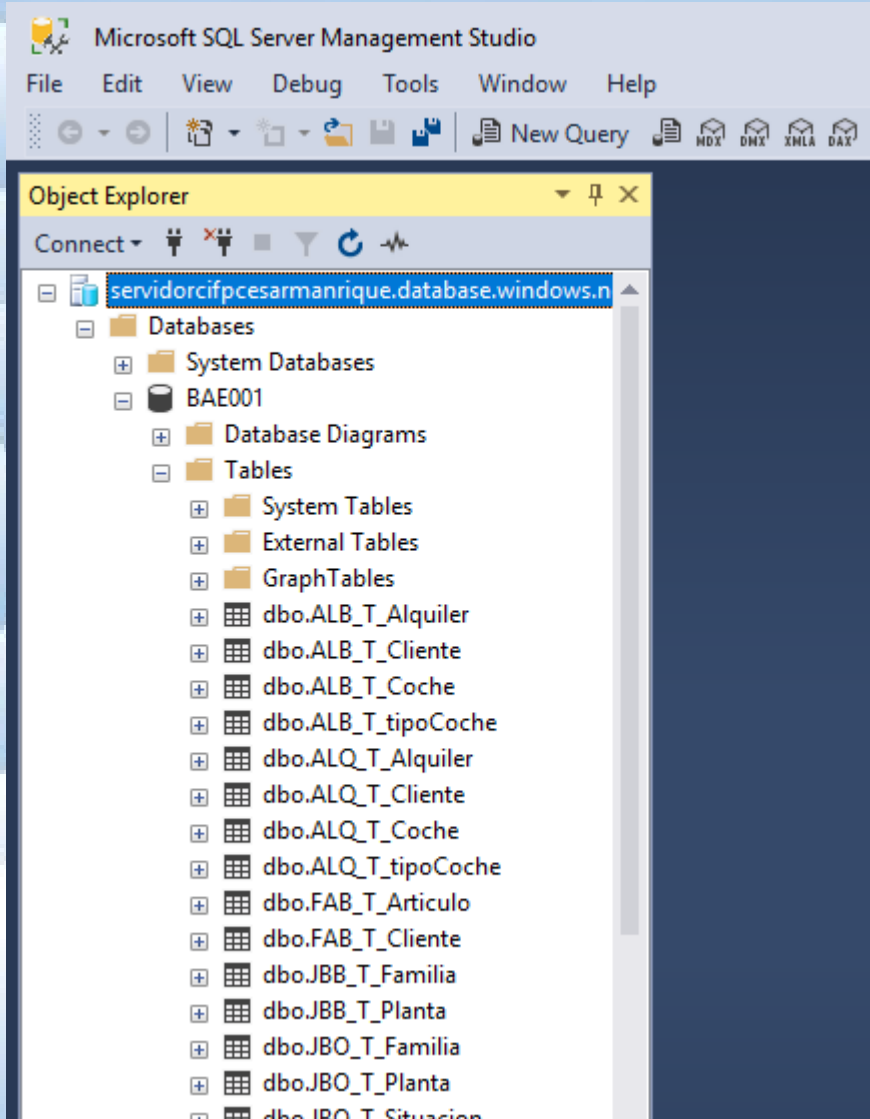 Microsoft SQL Server Management Studio
File Edit View Debug Tools Window Help
New Query MDX DMX XMLA DAX
Object Explorer
Connect
servidorcifpcesarmanrique.database.windows.n
Databases
System Databases
BAE001
Database Diagrams
Tables
System Tables
External Tables
GraphTables
dbo.ALB_T_Alquiler
dbo.ALB_T_Cliente
dbo.ALB_T_Coche
dbo.ALB_T_tipoCoche
dbo.ALQ_T_Alquiler
dbo.ALQ_T_Cliente
dbo.ALQ_T_Coche
dbo.ALQ_T_tipoCoche
dbo.FAB_T_Articulo
dbo.FAB_T_Cliente
dbo.JBB_T_Familia
dbo.JBB_T_Planta
dbo.JBO_T_Familia
dbo.JBO_T_Planta
dbo.JBO_T_Situacion